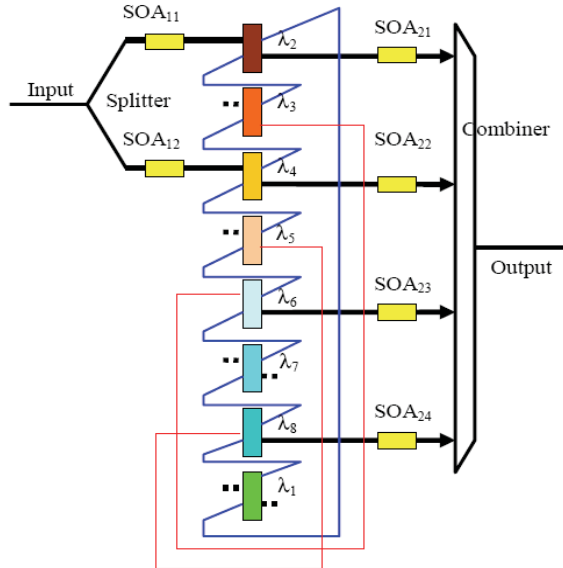 SOA11
λ2
SOA21
Input
Splitter
λ3
Combiner
SOA12
λ4
SOA22
λ5
Output
λ6
SOA23
λ7
λ8
SOA24
λ1